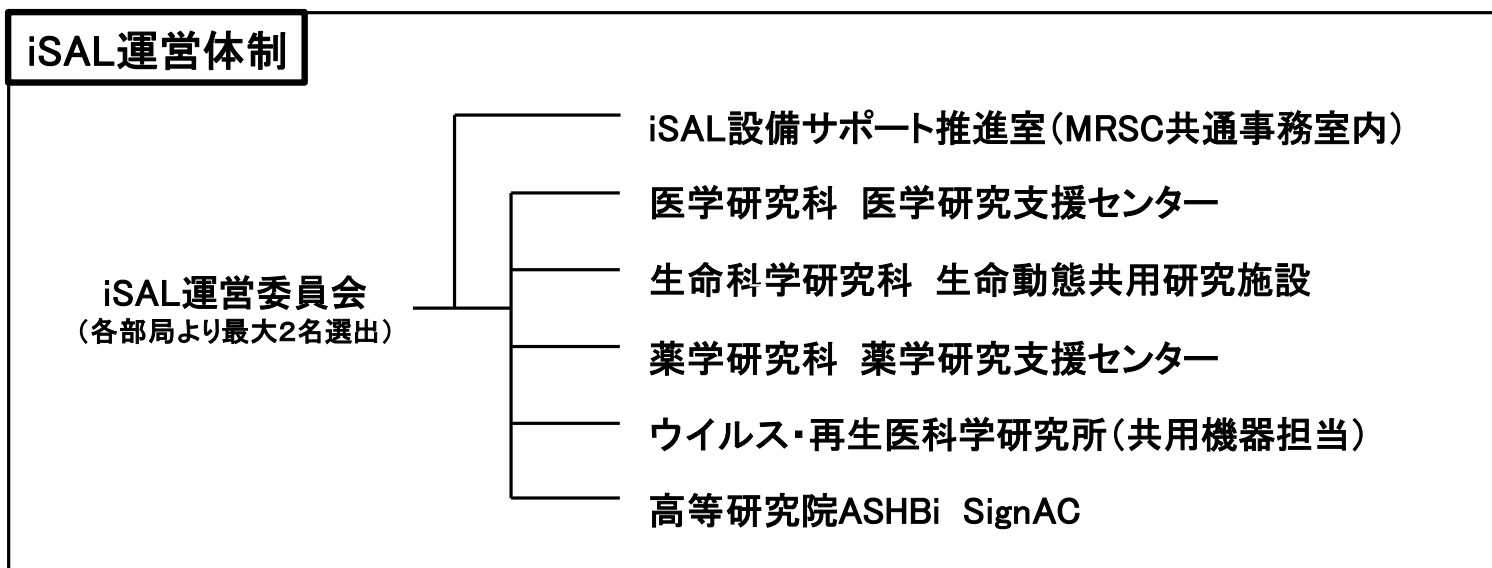 iSAL運営体制
iSAL設備サポート推進室(MRSC共通事務室内)
医学研究科 医学研究支援センター
生命科学研究科 生命動態共用研究施設
iSAL運営委員会
(各部局より最大2名選出)
薬学研究科 薬学研究支援センター
ウイルス・再生医科学研究所(共用機器担当)
高等研究院ASHBi SignAC